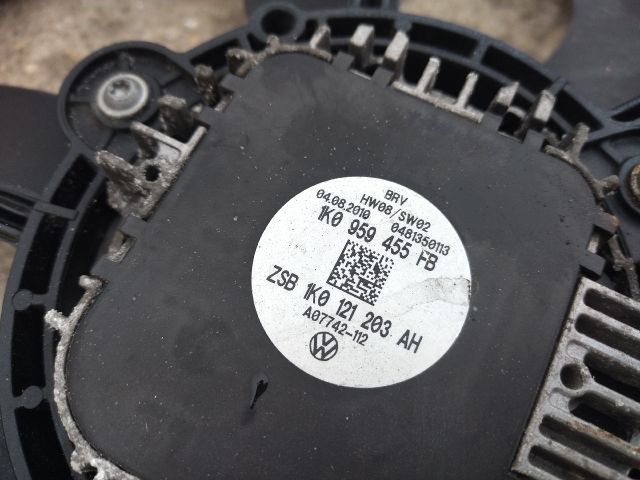 BRV
HW08/SW02
04.08.2010 0481350113
1K0 959 455 FB
ZSB 1K0 121 203 AH
A07742-112